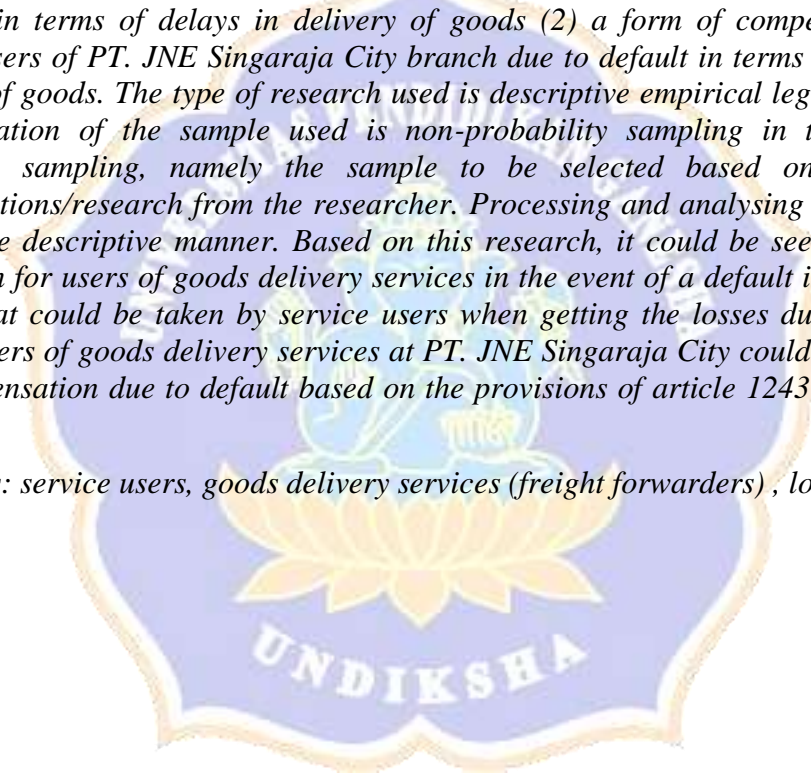 in terms of delays in delivery of goods (2) a form of compe
sers of PT. JNE Singaraja City branch due to default in terms
of goods. The type of research used is descriptive empirical leg
ation of the sample used is non-probability sampling in t
sampling, namely the sample to be selected based on
tions/research from the researcher. Processing and analysing
e descriptive manner. Based on this research, it could be see
n for users of goods delivery services in the event of a default i
at could be taken by service users when getting the losses du
ers of goods delivery services at PT. JNE Singaraja City could
ensation due to default based on the provisions of article 1243
: service users, goods delivery services (freight forwarders) , lo
UNIVERSITAS PENDIDIKAN GANESHA
UNDIKSHA